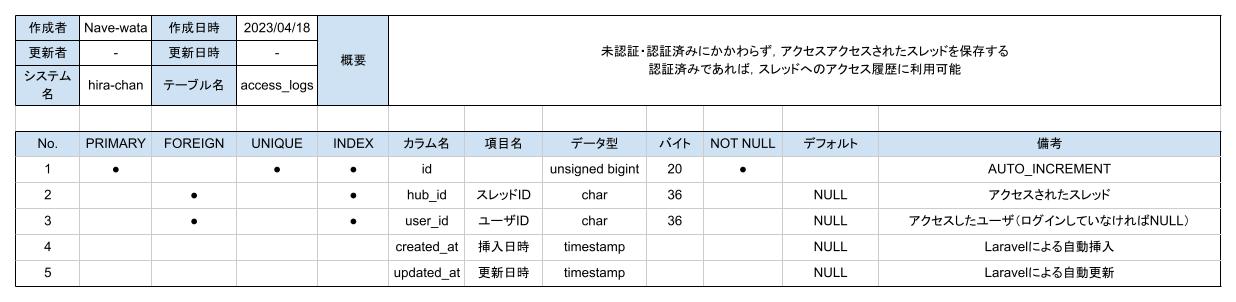 作成者 Nave-wata 作成日時 2023/04/18 概要
未認証・認証済みにかかわらず，アクセスアクセスされたスレッドを保存する
認証済みであれば，スレッドへのアクセス履歴に利用可能
更新者 - 更新日時 -
システム名 hira-chan テーブル名 access_logs
No. PRIMARY FOREIGN UNIQUE INDEX カラム名 項目名 データ型 バイト NOT NULL デフォルト 備考
1 ● ● ● id unsigned bigint 20 ● AUTO_INCREMENT
2 ● ● hub_id スレッドID char 36 NULL アクセスされたスレッド
3 ● ● user_id ユーザID char 36 NULL アクセスしたユーザ（ログインしていなければNULL）
4 created_at 挿入日時 timestamp NULL Laravelによる自動挿入
5 updated_at 更新日時 timestamp NULL Laravelによる自動更新